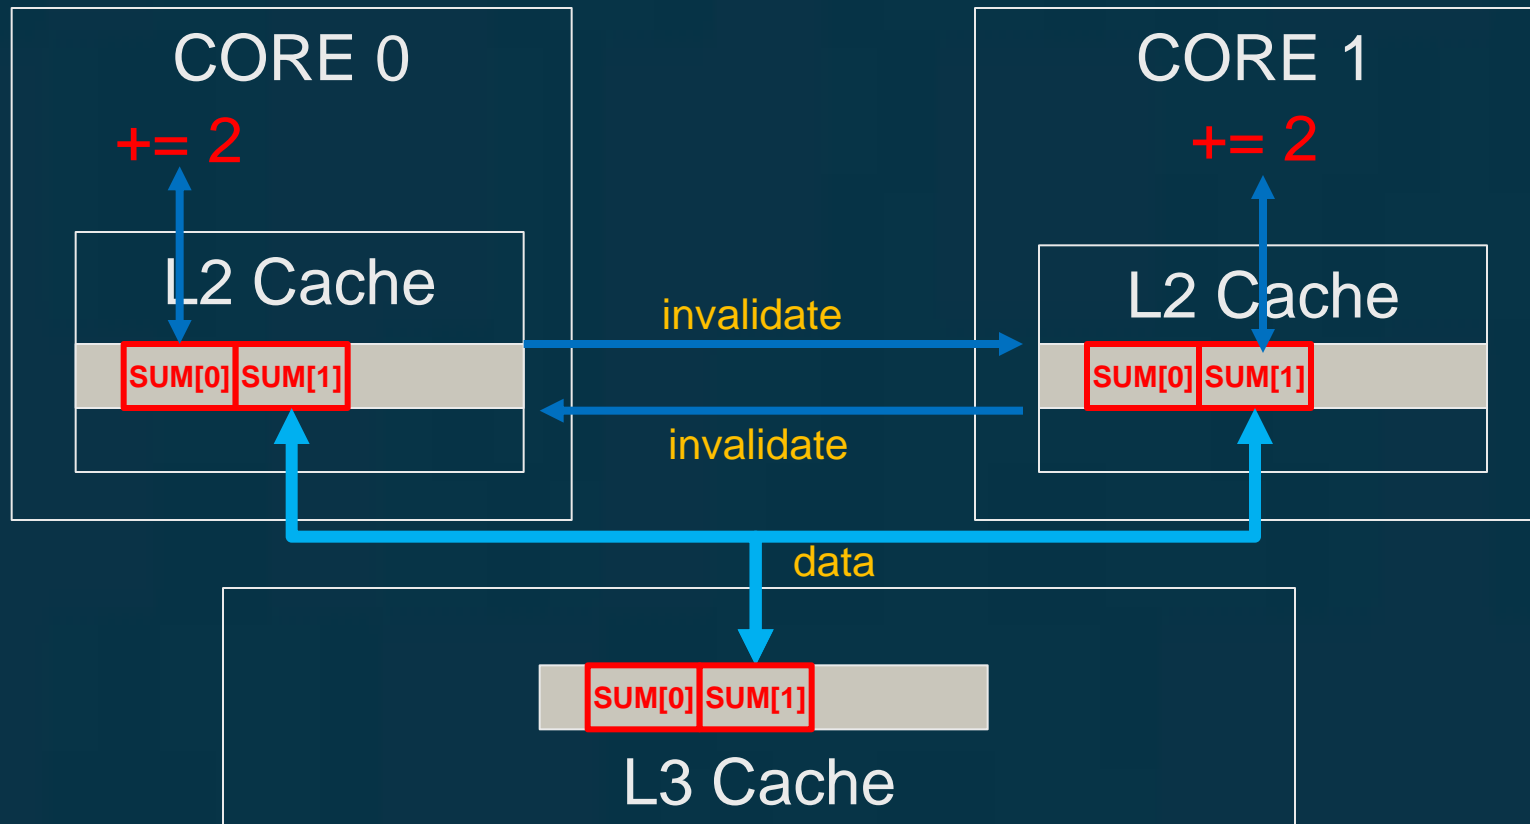 CORE 0
+= 2
L2 Cache
SUM[0] SUM[1]
invalidate
invalidate
CORE 1
+= 2
L2 Cache
SUM[0] SUM[1]
data
SUM[0] SUM[1]
L3 Cache